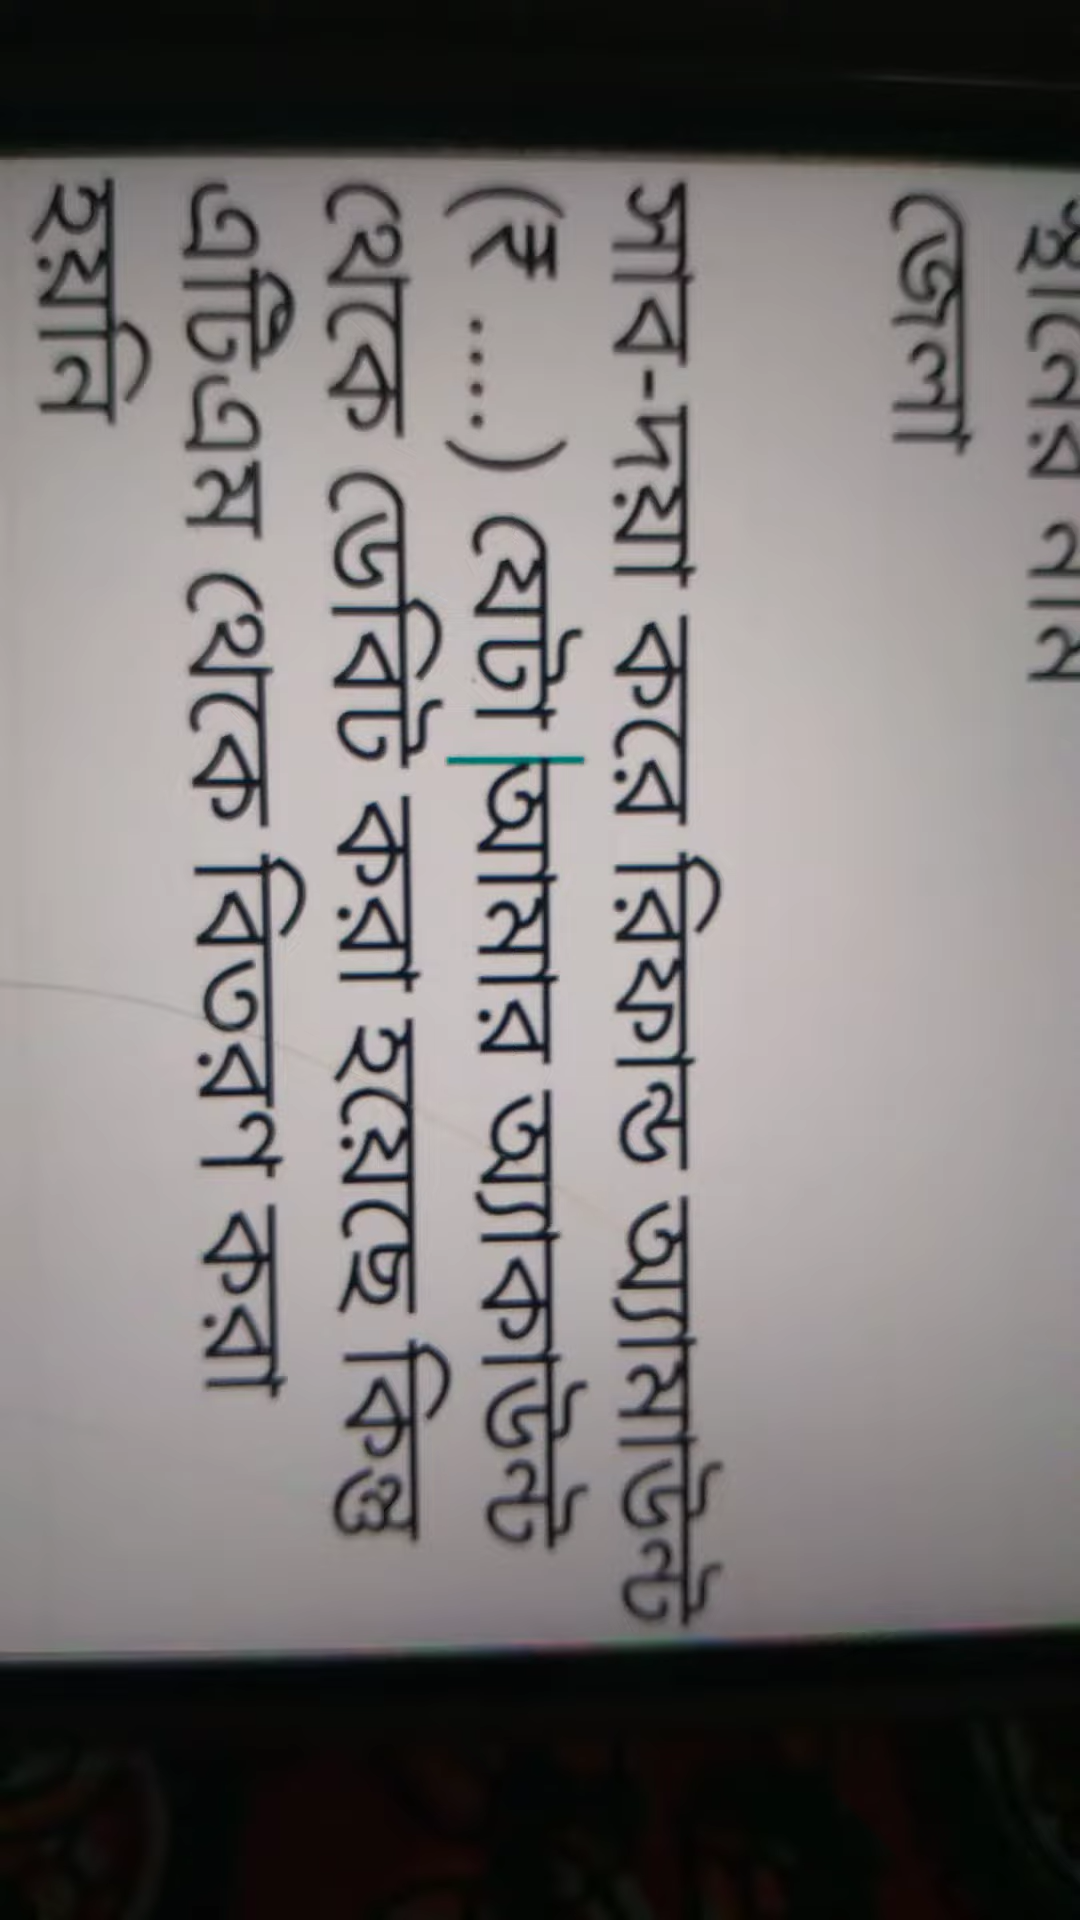 স্থানের নাম
জেলা
সাব-দয়া করে রিফান্ড অ্যামাউন্ট
(₹ ....) যেটা আমার অ্যাকাউন্ট
থেকে ডেবিট করা হয়েছে কিন্তু
এটিএম থেকে বিতরণ করা
হয়নি